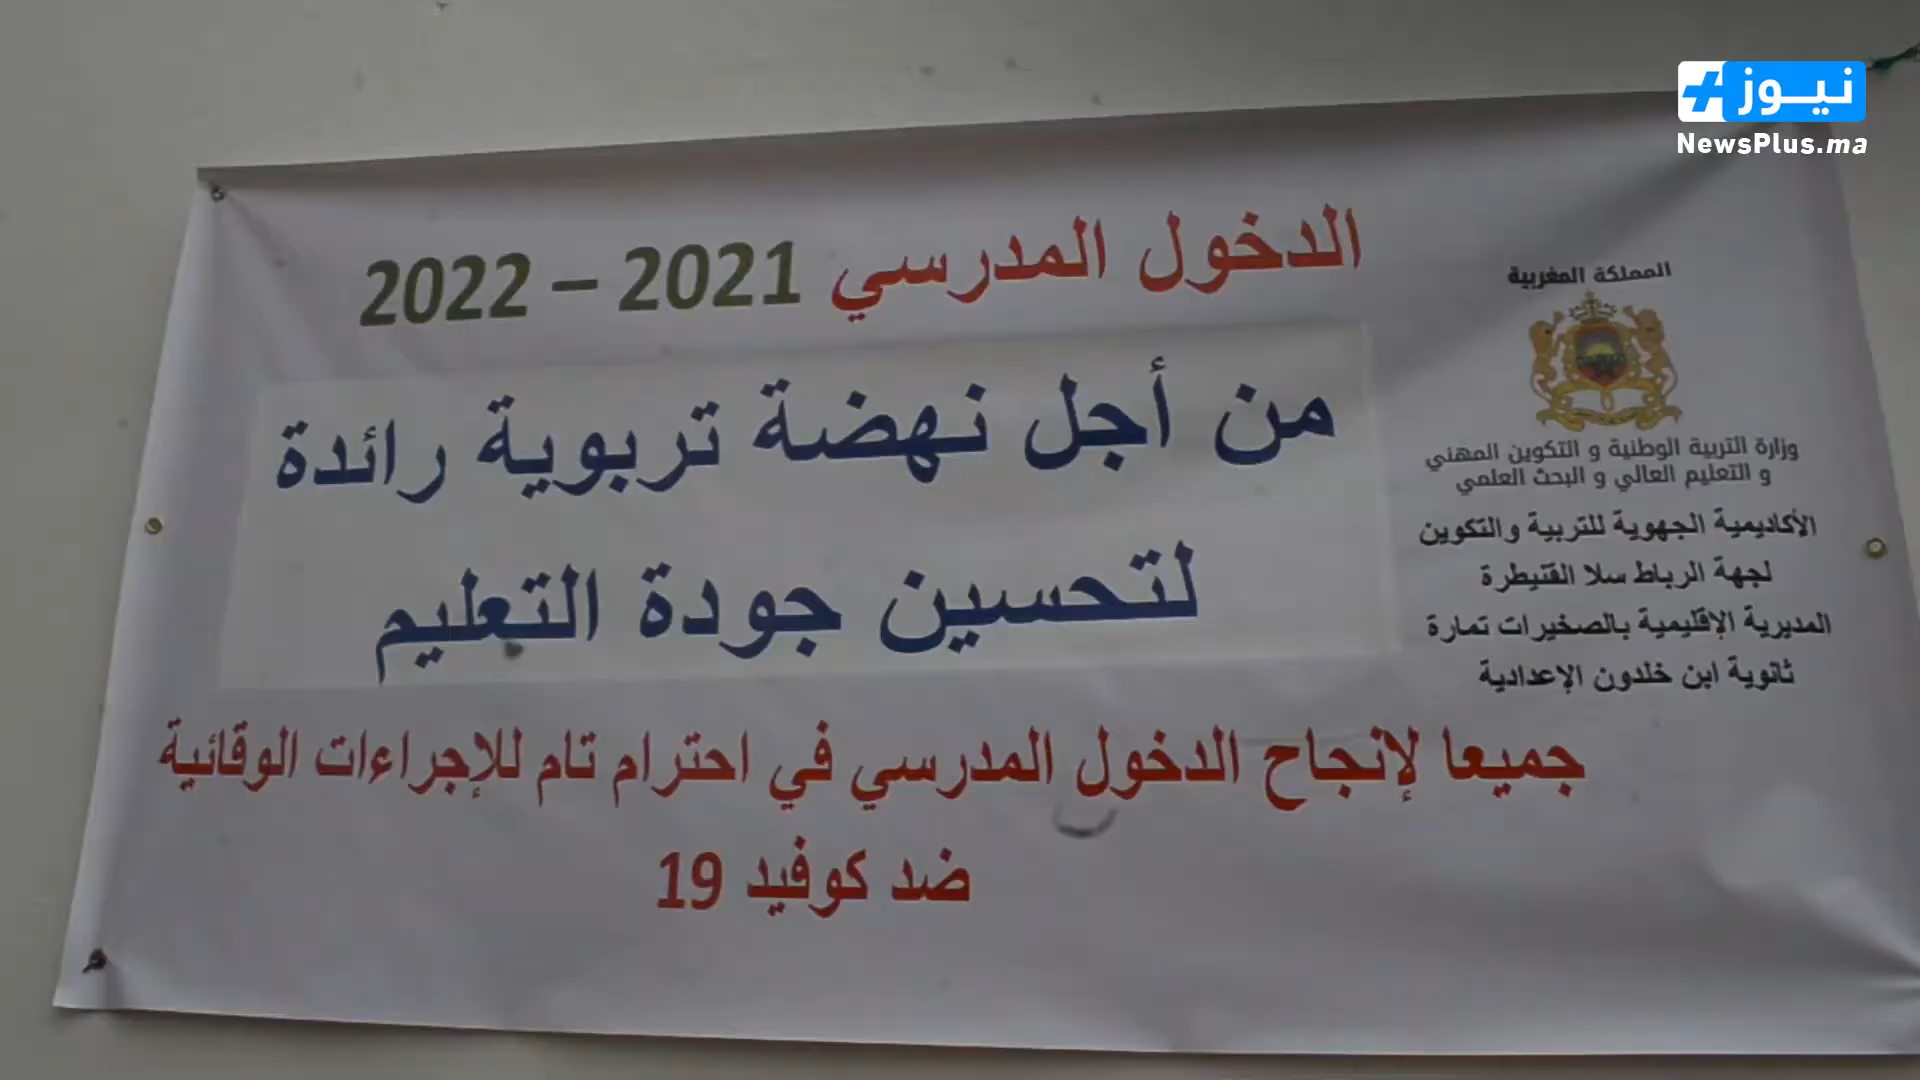 نيوز
NewsPlus.ma
الدخول المدرسي 2021 – 2022
من أجل نهضة تربوية رائدة
لتحسين جودة التعليم
جميعا لإنجاح الدخول المدرسي في احترام تام للإجراءات الوقائية
ضد كوفيد 19
المملكة المغربية
وزارة التربية الوطنية و التكوين المهني
و التعليم العالي و البحث العلمي
الأكاديمية الجهوية للتربية والتكوين
لجهة الرباط سلا القنيطرة
المديرية الإقليمية بالصخيرات تمارة
ثانوية ابن خلدون الإعدادية